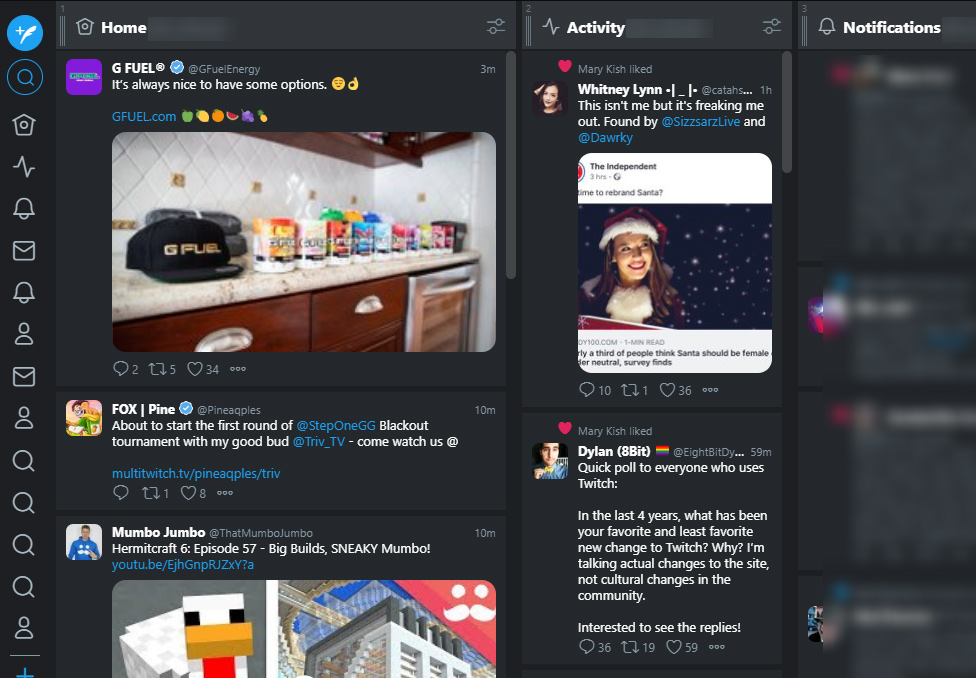 1
Home
G FUEL® @GFuelEnergy 3m
It's always nice to have some options. 😌👌
GFUEL.com 🍏🍋🍊🍉🍇🍍
G FUEL
2 5 34
FOX | Pine @Pineaqples 10m
About to start the first round of @StepOneGG Blackout
tournament with my good bud @Triv_TV - come watch us @
multitwitch.tv/pineaqples/triv
1 8
Mumbo Jumbo @ThatMumboJumbo 10m
Hermitcraft 6: Episode 57 - Big Builds, SNEAKY Mumbo!
youtu.be/EjhGnpRJZxY?a
2
Activity
Mary Kish liked
Whitney Lynn •| _ |• @catahs... 1h
This isn't me but it's freaking me
out. Found by @SizzsarzLive and
@Dawrky
The Independent
3 hrs ·
time to rebrand Santa?
DY100.COM · 1-MIN READ
rly a third of people think Santa should be female
der neutral, survey finds
10 1 36
Mary Kish liked
Dylan (8Bit) 🏳️‍🌈 @EightBitDy... 59m
Quick poll to everyone who uses
Twitch:
In the last 4 years, what has been
your favorite and least favorite
new change to Twitch? Why? I'm
talking actual changes to the site,
not cultural changes in the
community.
Interested to see the replies!
36 19 59
3
Notifications